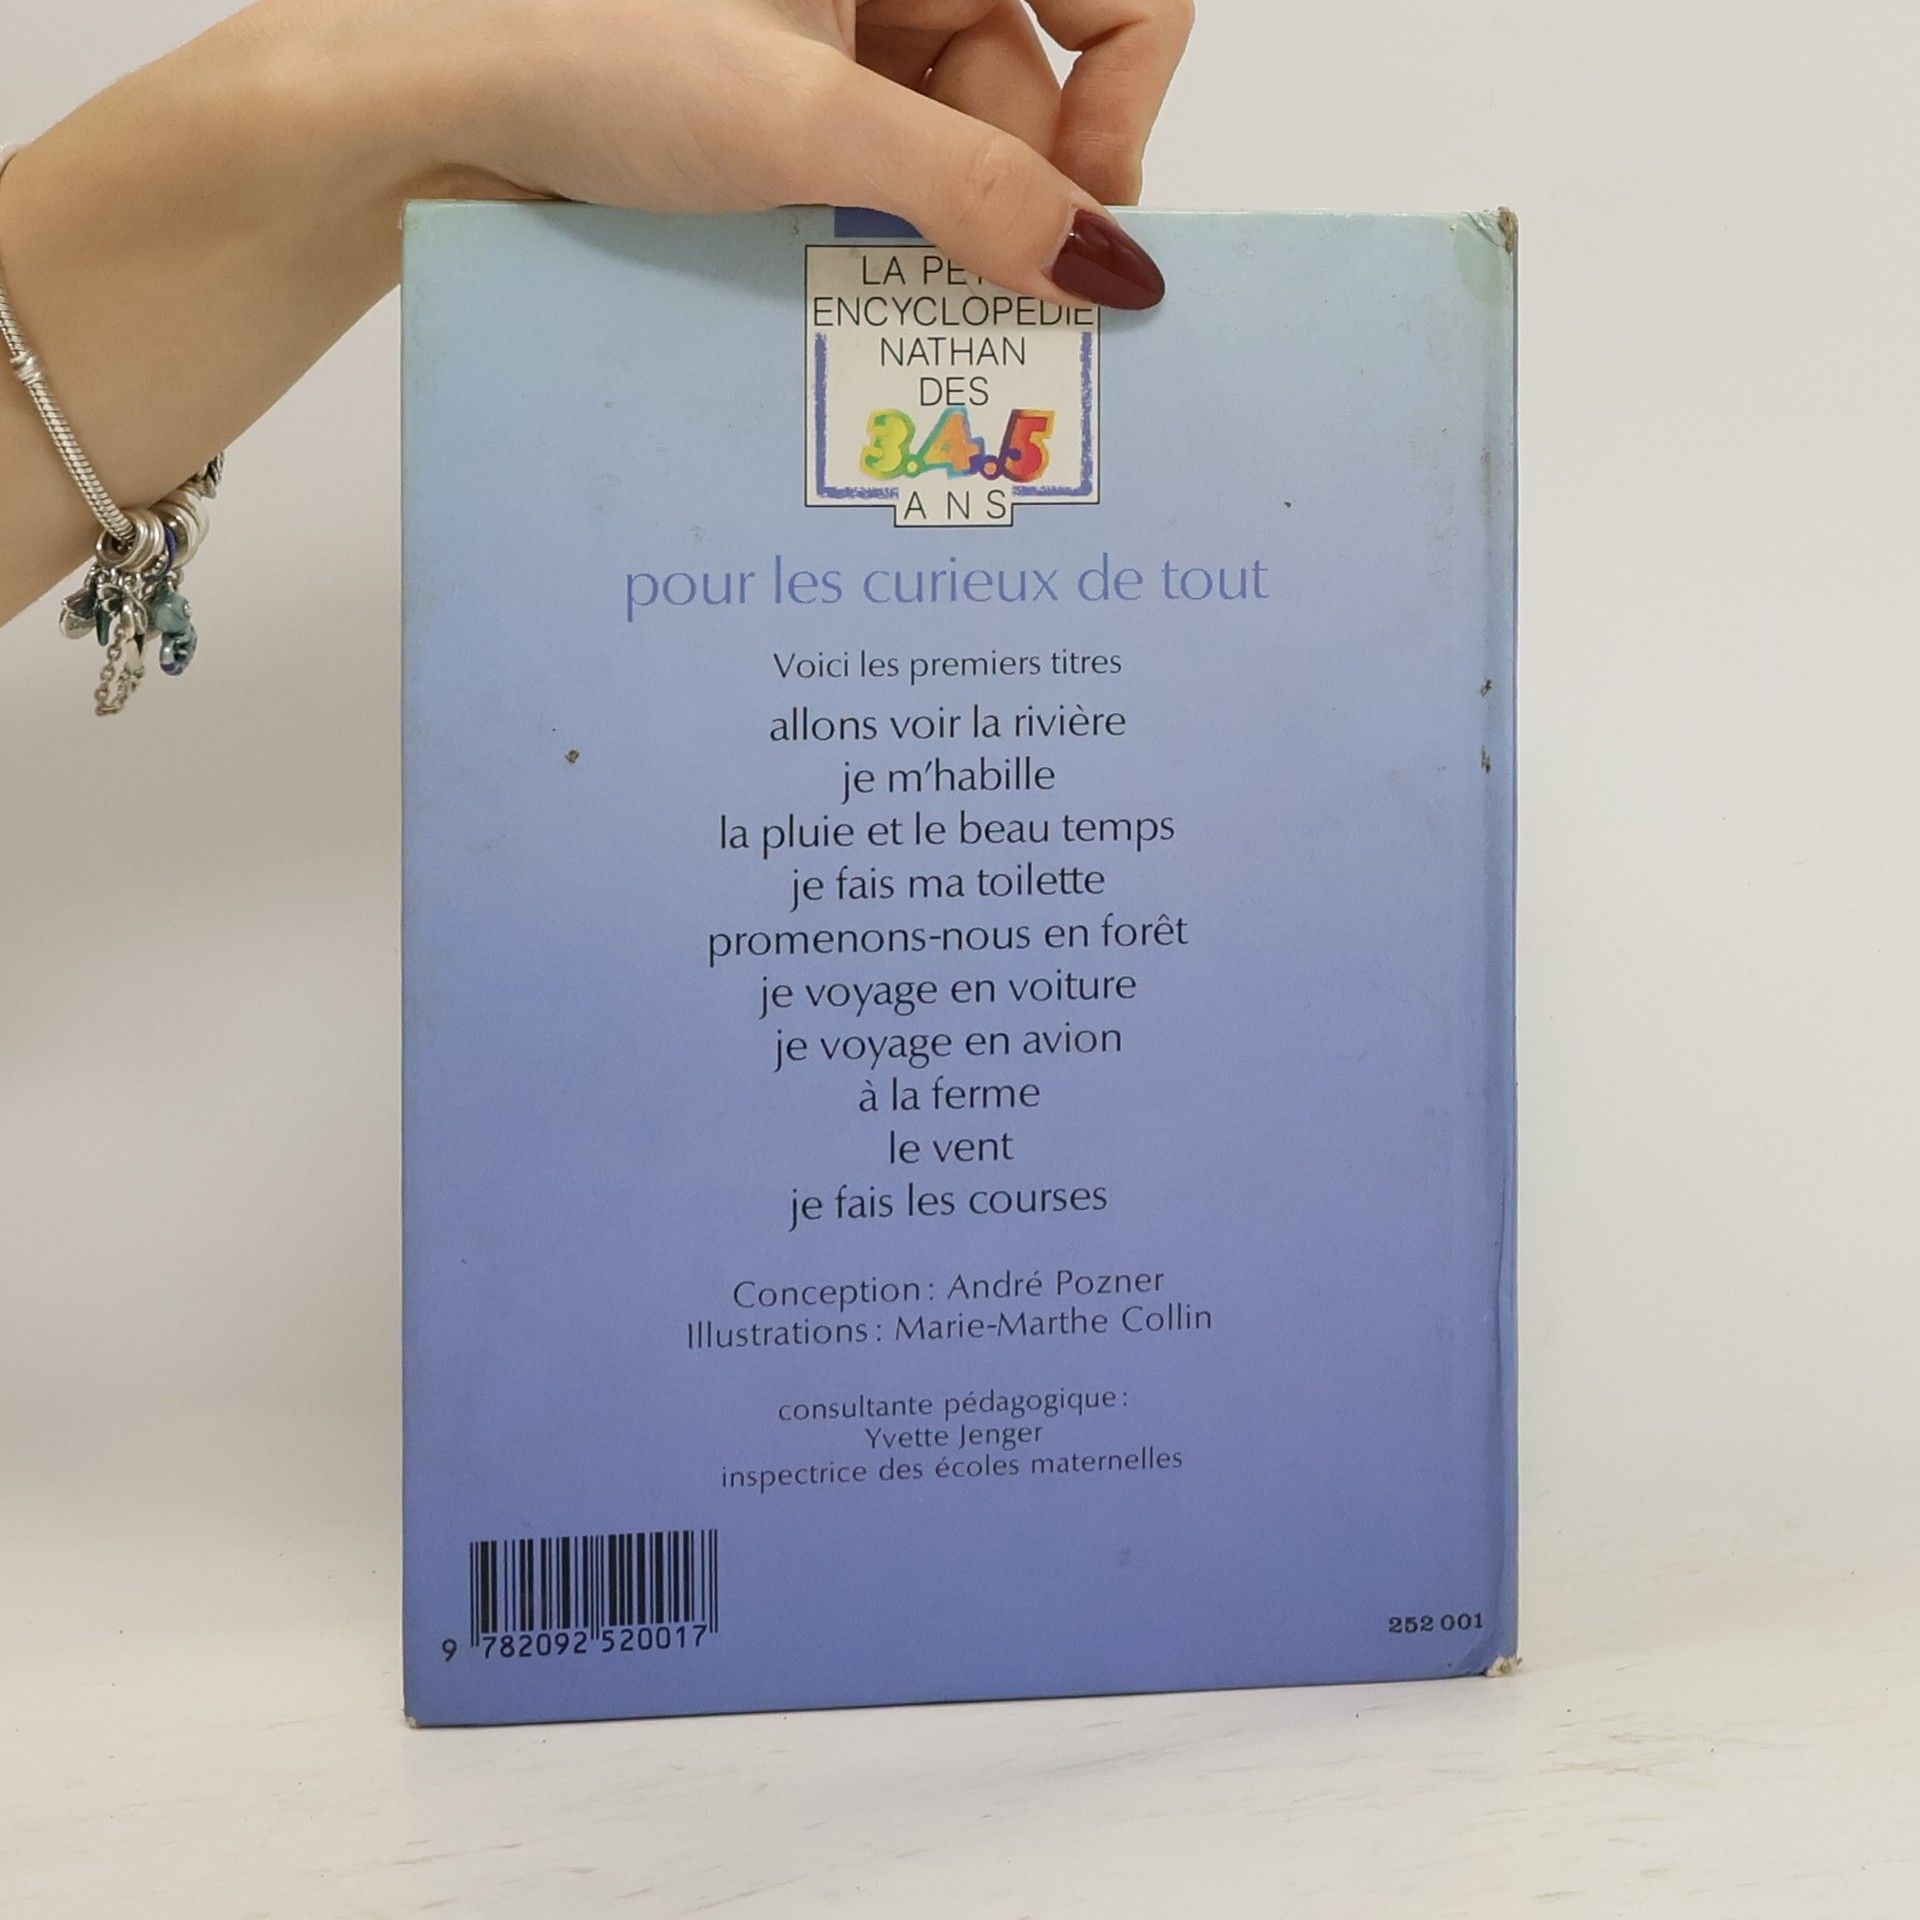 LA
ENCYCLOPEDIE
NATHAN
DES
3.4.5
ANS
pour les curieux de tout
Voici les premiers titres
allons voir la rivière
je m'habille
la pluie et le beau temps
je fais ma toilette
promenons-nous en forêt
je voyage en voiture
je voyage en avion
à la ferme
le vent
je fais les courses
Conception : André Pozner
Illustrations : Marie-Marthe Collin
consultante pédagogique :
Yvette Jenger
inspectrice des écoles maternelles
9 782092 520017
252 001